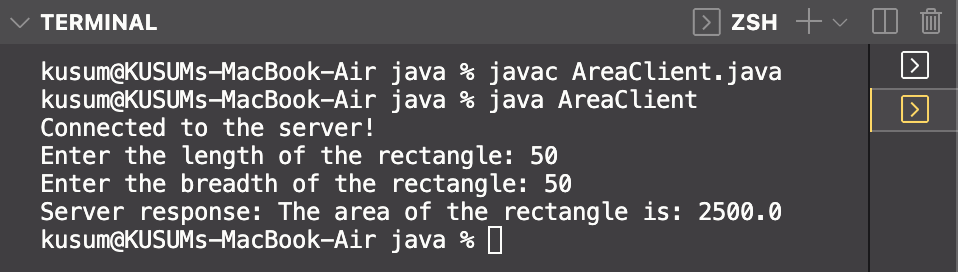 TERMINAL ZSH
kusum@KUSUMs-MacBook-Air java % javac AreaClient.java
kusum@KUSUMs-MacBook-Air java % java AreaClient
Connected to the server!
Enter the length of the rectangle: 50
Enter the breadth of the rectangle: 50
Server response: The area of the rectangle is: 2500.0
kusum@KUSUMs-MacBook-Air java %